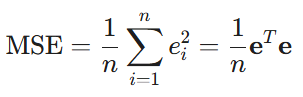 MSE = \frac{1}{n} \sum_{i=1}^{n} e_i^2 = \frac{1}{n} \mathbf{e}^T \mathbf{e}